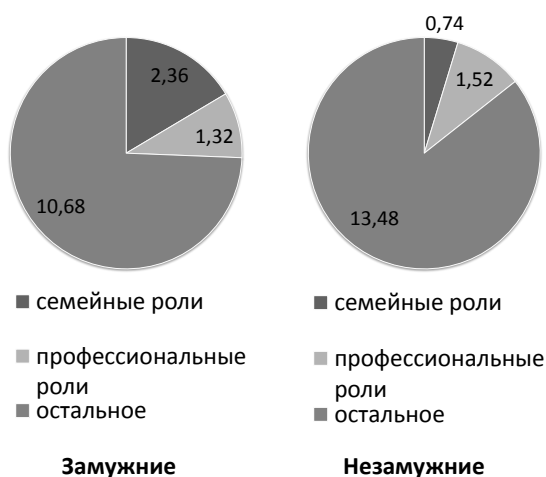 2,36
1,32
10,68
семейные роли
профессиональные
роли
остальное
Замужние
0,74
1,52
13,48
семейные роли
профессиональные
роли
остальное
Незамужние